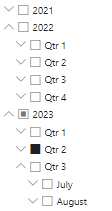 2021
2022
Qtr 1
Qtr 2
Qtr 3
Qtr 4
2023
Qtr 1
Qtr 2
Qtr 3
July
August